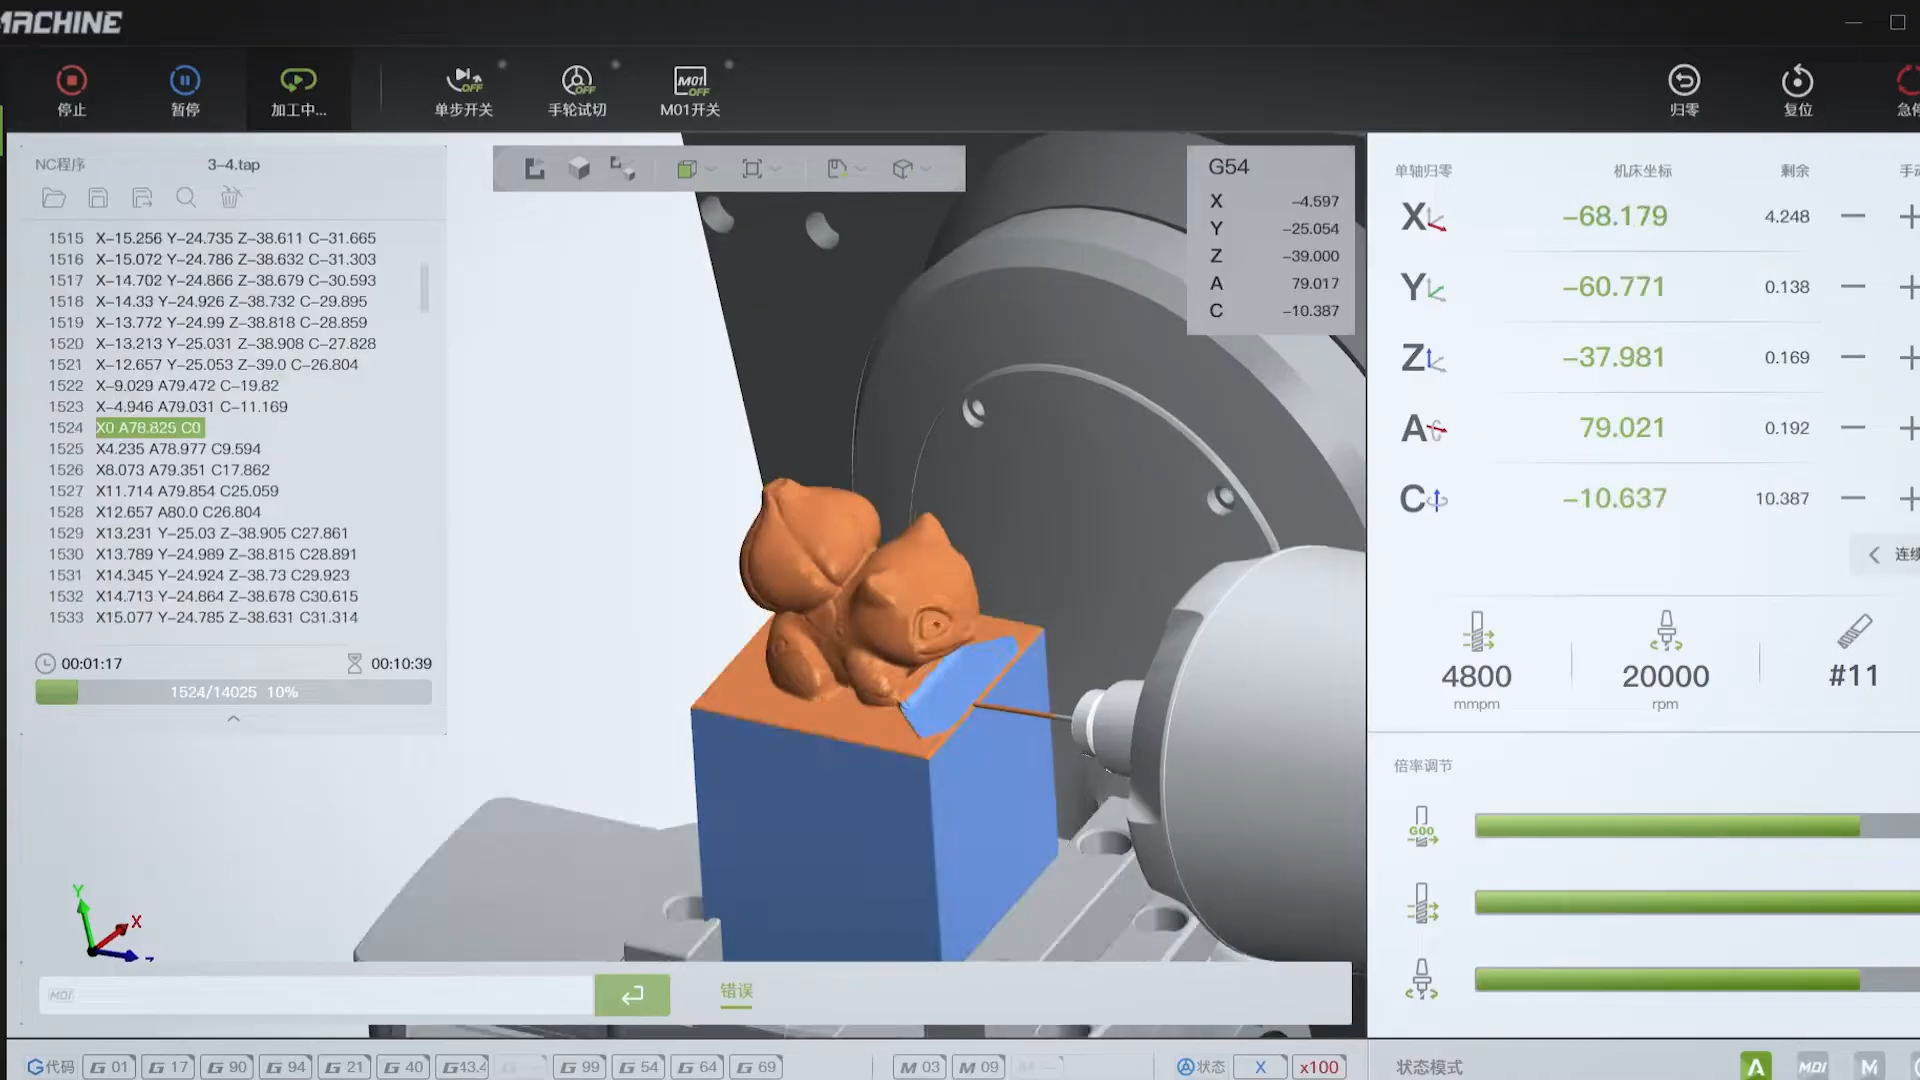 MACHINE
停止
暂停
加工中...
OFF
单步开关
OFF
手轮试切
M01
OFF
M01开关
归零
复位
NC程序
3-4.tap
1515 X-15.256 Y-24.735 Z-38.611 C-31.665
1516 X-15.072 Y-24.786 Z-38.632 C-31.303
1517 X-14.702 Y-24.866 Z-38.679 C-30.593
1518 X-14.33 Y-24.926 Z-38.732 C-29.895
1519 X-13.772 Y-24.99 Z-38.818 C-28.859
1520 X-13.213 Y-25.031 Z-38.908 C-27.828
1521 X-12.657 Y-25.053 Z-39.0 C-26.804
1522 X-9.029 A79.472 C-19.82
1523 X-4.946 A79.031 C-11.169
1524 X0 A78.825 C0
1525 X4.235 A78.977 C9.594
1526 X8.073 A79.351 C17.862
1527 X11.714 A79.854 C25.059
1528 X12.657 A80.0 C26.804
1529 X13.231 Y-25.03 Z-38.905 C27.861
1530 X13.789 Y-24.989 Z-38.815 C28.891
1531 X14.345 Y-24.924 Z-38.73 C29.923
1532 X14.713 Y-24.864 Z-38.678 C30.615
1533 X15.077 Y-24.785 Z-38.631 C31.314
00:01:17 00:10:39
1524/14025 10%
G54
X -4.597
Y -25.054
Z -39.000
A 79.017
C -10.387
单轴归零 机床坐标 剩余
X -68.179 4.248 — +
Y -60.771 0.138 — +
Z -37.981 0.169 — +
A 79.021 0.192 — +
C -10.637 10.387 — +
4800
mmpm
20000
rpm
#11
倍率调节
G00
Y
X
MDI
错误
G代码 G 01 G 17 G 90 G 94 G 21 G 40 G43.4 G 99 G 54 G 64 G 69 M 03 M 09 状态 X x100
状态模式 A MDI M